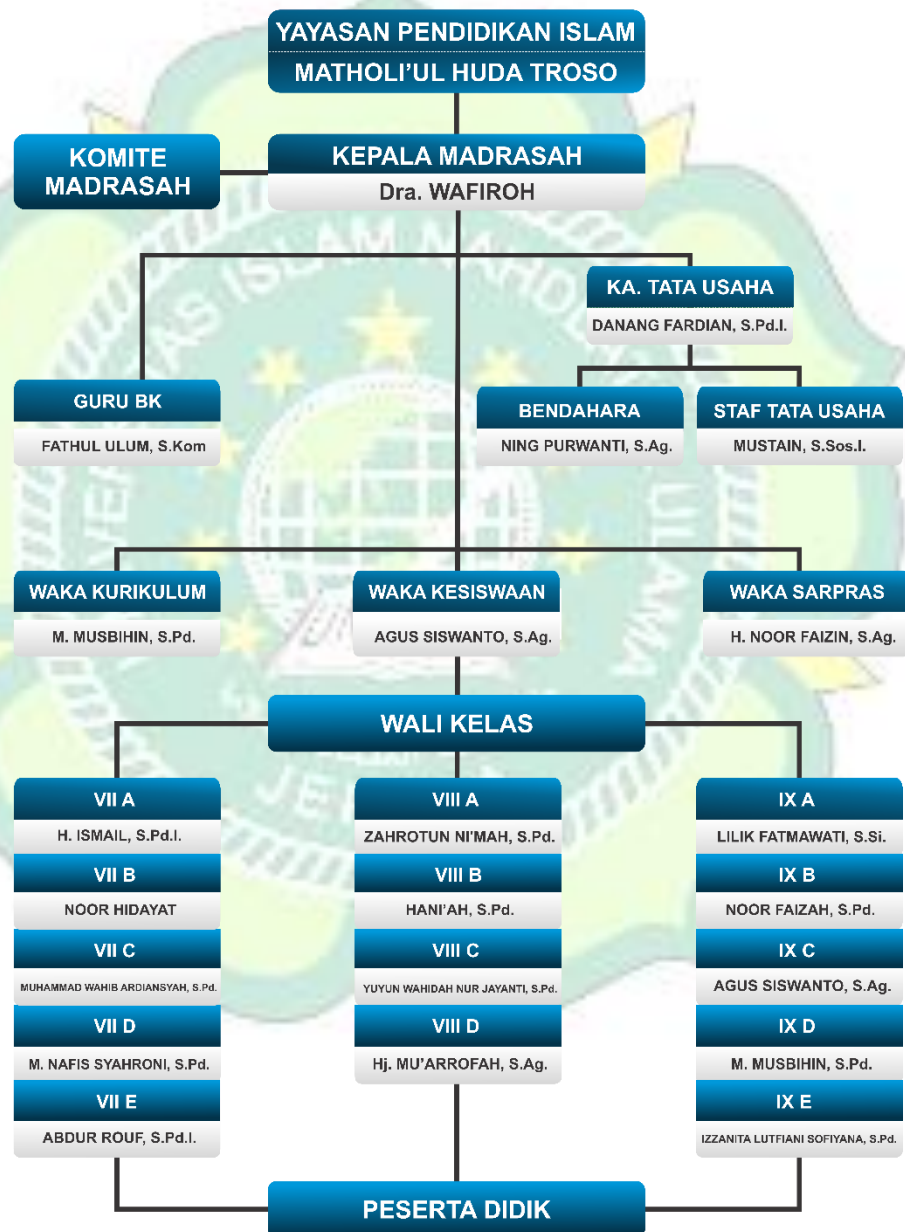 YAYASAN PENDIDIKAN ISLAM
MATHOLI'UL HUDA TROSO
KOMITE
MADRASAH
KEPALA MADRASAH
Dra. WAFIROH
KA. TATA USAHA
DANANG FARDIAN, S.Pd.I.
GURU BK
FATHUL ULUM, S.Kom
BENDAHARA
NING PURWANTI, S.Ag.
STAF TATA USAHA
MUSTAIN, S.Sos.I.
WAKA KURIKULUM
M. MUSBIHIN, S.Pd.
WAKA KESISWAAN
AGUS SISWANTO, S.Ag.
WAKA SARPRAS
H. NOOR FAIZIN, S.Ag.
WALI KELAS
VII A
H. ISMAIL, S.Pd.I.
VII B
NOOR HIDAYAT
VII C
MUHAMMAD WAHIB ARDIANSYAH, S.Pd.
VII D
M. NAFIS SYAHRONI, S.Pd.
VII E
ABDUR ROUF, S.Pd.I.
VIII A
ZAHROTUN NI'MAH, S.Pd.
VIII B
HANI'AH, S.Pd.
VIII C
YUYUN WAHIDAH NUR JAYANTI, S.Pd.
VIII D
Hj. MU'ARROFAH, S.Ag.
IX A
LILIK FATMAWATI, S.Si.
IX B
NOOR FAIZAH, S.Pd.
IX C
AGUS SISWANTO, S.Ag.
IX D
M. MUSBIHIN, S.Pd.
IX E
IZZANITA LUTFIANI SOFIYANA, S.Pd.
PESERTA DIDIK
ISLAM
ULAMA